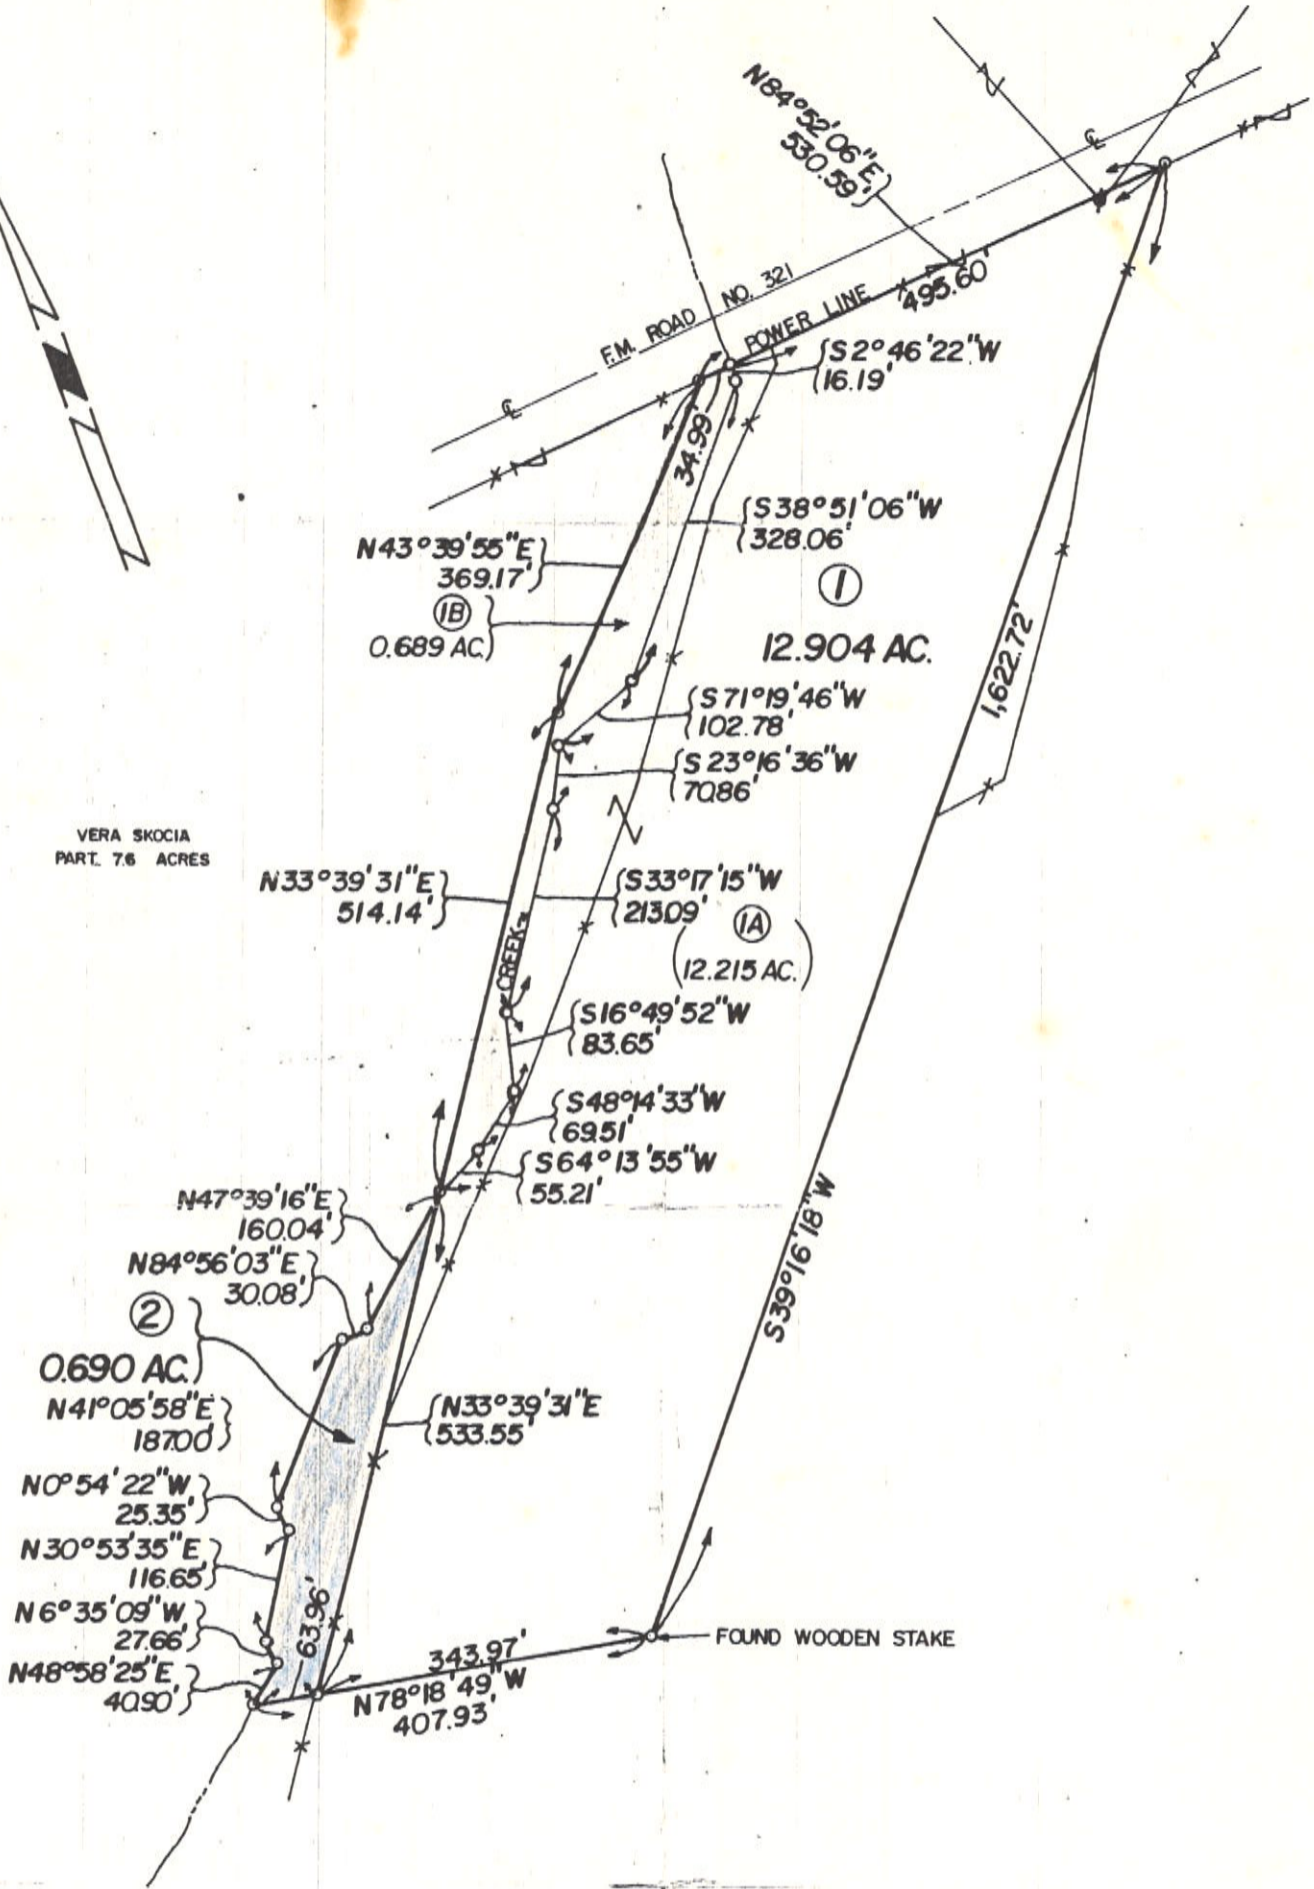 N84°52'06"E
530.59'
℄
F.M. ROAD NO. 321
POWER LINE
495.60'
℄
S2°46'22"W
16.19'
34.99'
S38°51'06"W
328.06'
N43°39'55"E
369.17'
1
1B
0.689 AC.
12.904 AC.
1,622.72'
S71°19'46"W
102.78'
S23°16'36"W
70.86'
VERA SKOCIA
PART 7.6 ACRES
N33°39'31"E
514.14'
S33°17'15"W
213.09'
1A
(12.215 AC.)
CREEK
S16°49'52"W
83.65'
S48°14'33"W
69.51'
S64°13'55"W
55.21'
N47°39'16"E
160.04'
N84°56'03"E
30.08'
S39°16'18"W
2
0.690 AC.
N41°05'58"E
187.00'
N33°39'31"E
533.55'
N0°54'22"W
25.35'
N30°53'35"E
116.65'
N6°35'09"W
27.66'
63.96'
FOUND WOODEN STAKE
343.97'
N48°58'25"E
40.90'
N78°18'49"W
407.93'